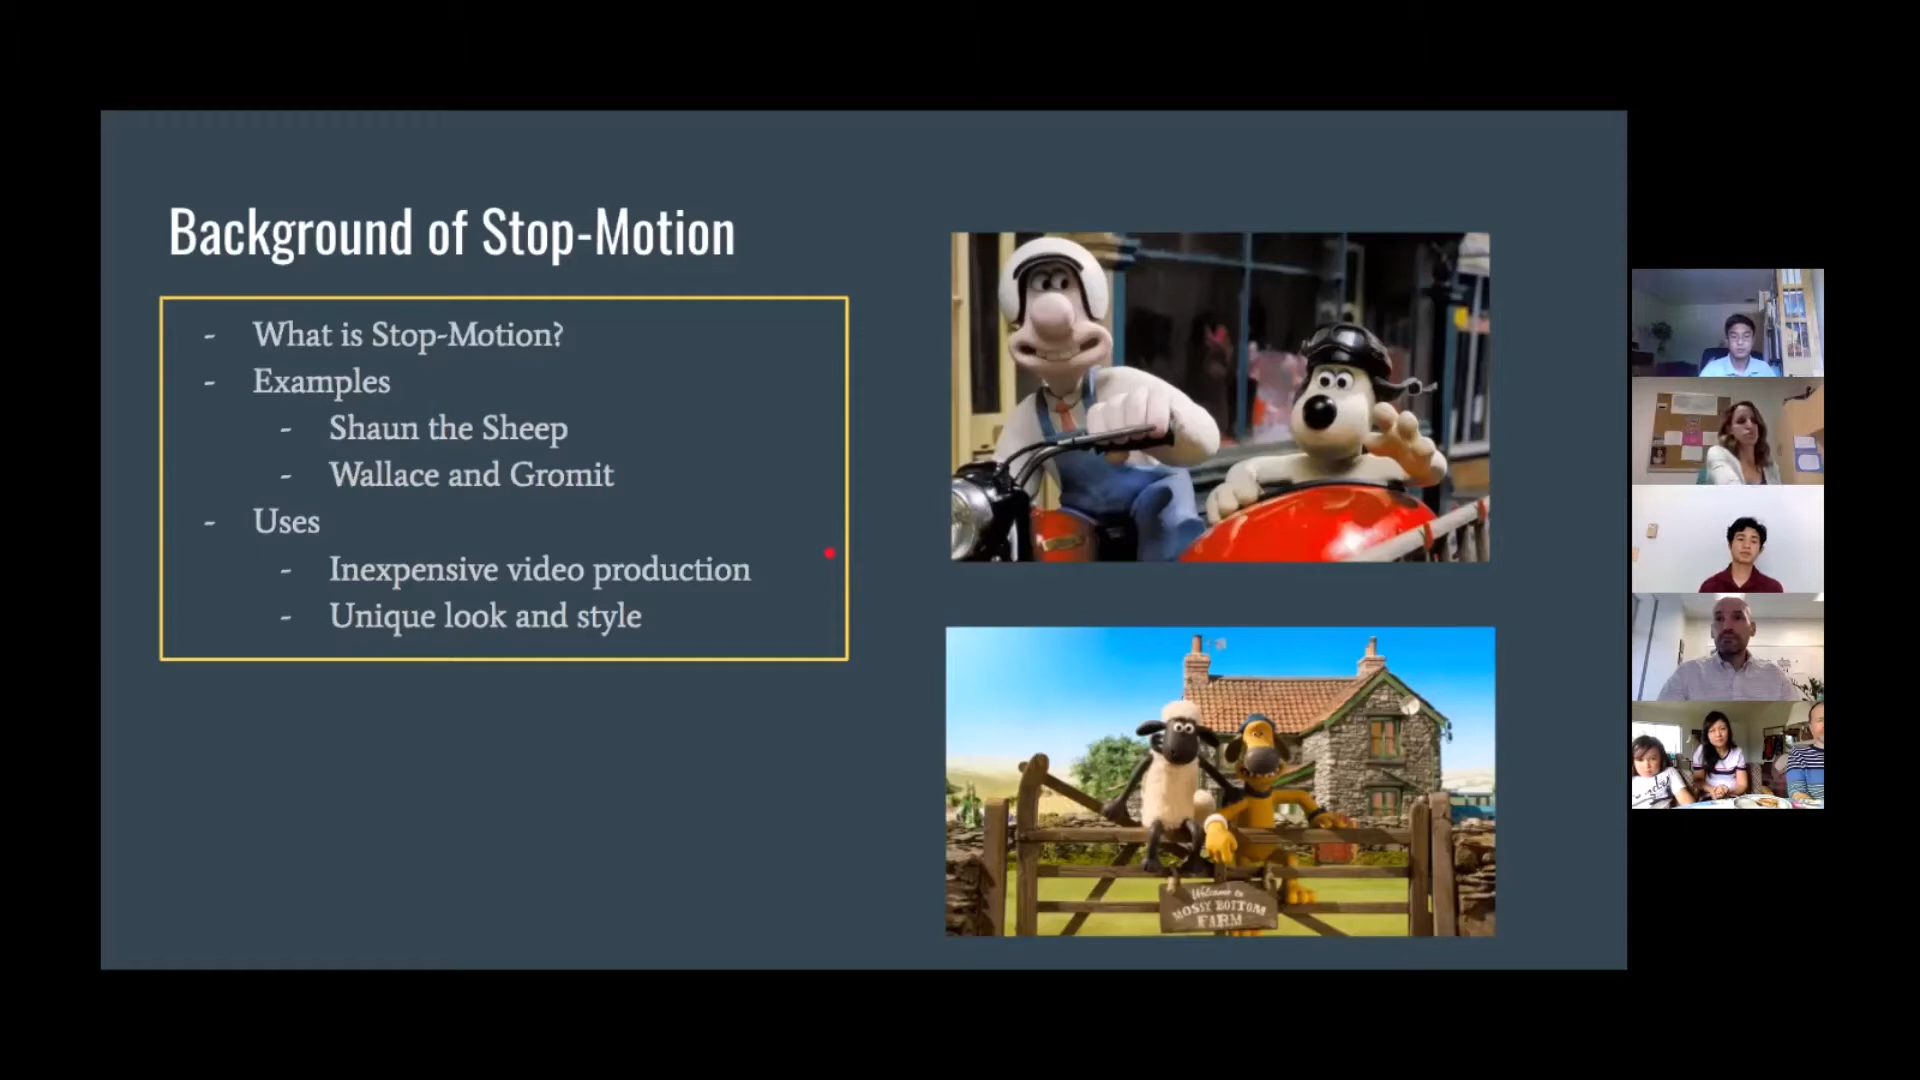 Background of Stop-Motion
- What is Stop-Motion?
- Examples
- Shaun the Sheep
- Wallace and Gromit
- Uses
- Inexpensive video production
- Unique look and style
Welcome to
MOSSY BOTTOM
FARM